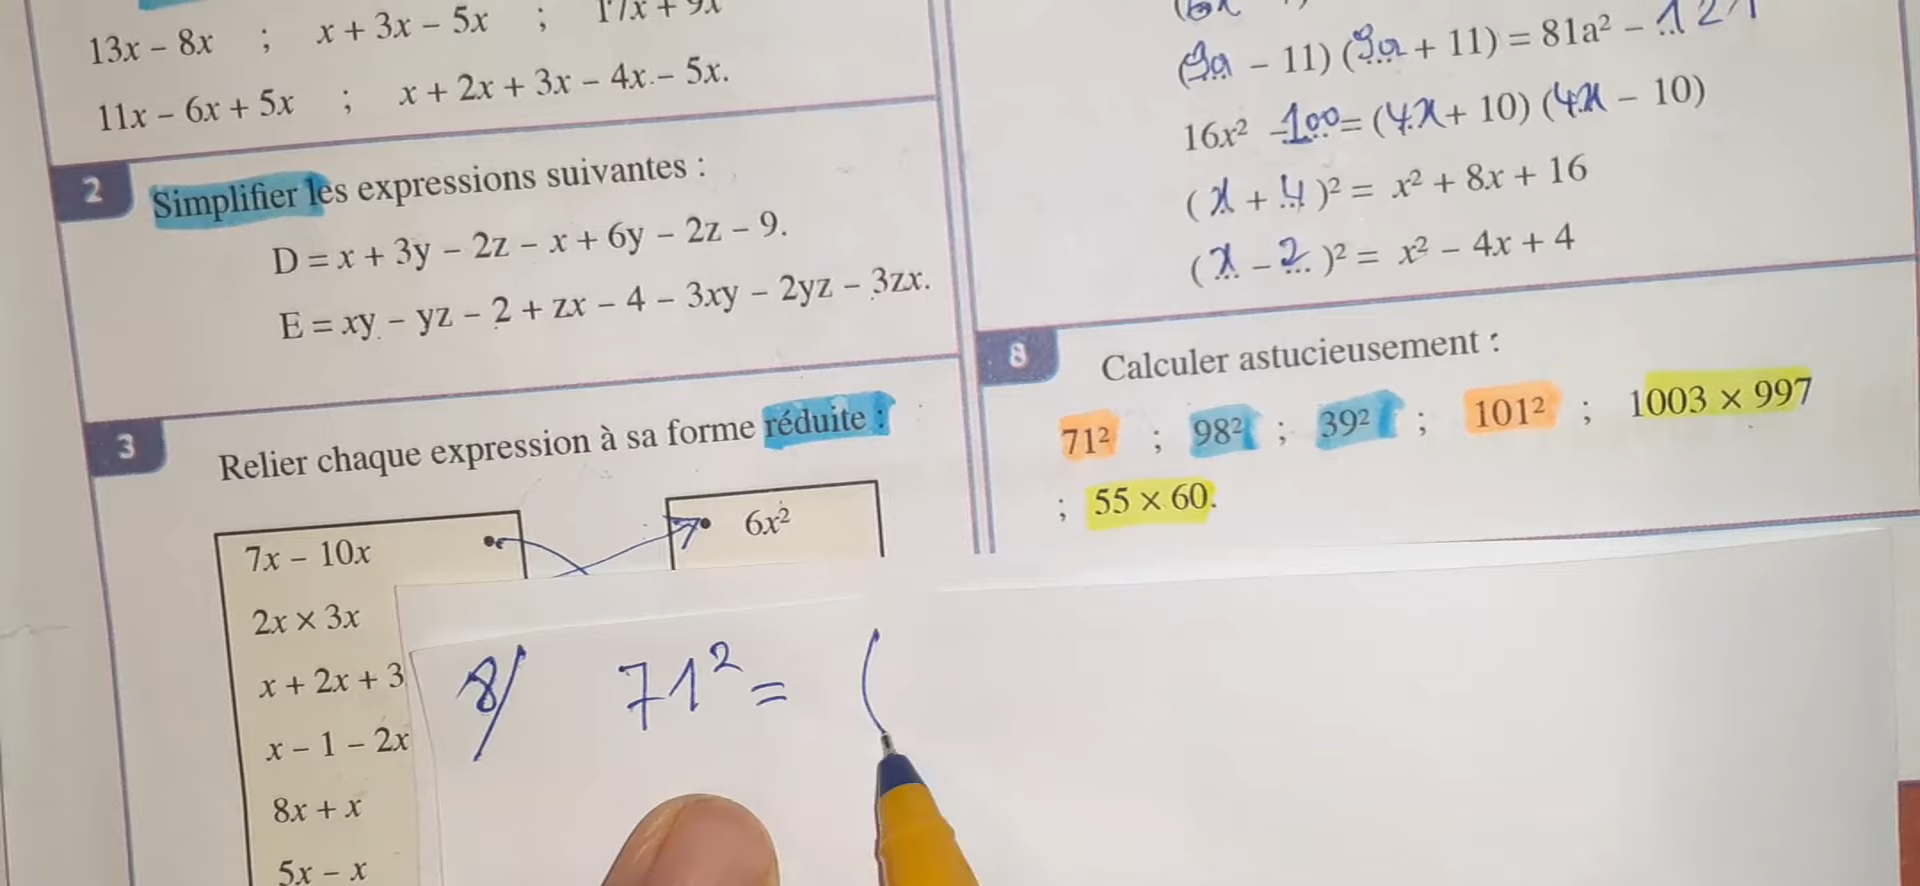 13x – 8x ; x + 3x – 5x ; 17x + 9x
11x – 6x + 5x ; x + 2x + 3x – 4x – 5x.
2 Simplifier les expressions suivantes :
D = x + 3y – 2z – x + 6y – 2z – 9.
E = xy – yz – 2 + zx – 4 – 3xy – 2yz – 3zx.
3 Relier chaque expression à sa forme réduite :
7x – 10x
2x × 3x
x + 2x + 3
x – 1 – 2x
8x + x
5x – x
6x²
(9a – 11) (9a + 11) = 81a² – 121
16x² – 100 = (4x + 10) (4x – 10)
(x + 4)² = x² + 8x + 16
(x – 2)² = x² – 4x + 4
8 Calculer astucieusement :
71² ; 98² ; 39² ; 101² ; 1003 × 997
; 55 × 60.
8/ 71² = (